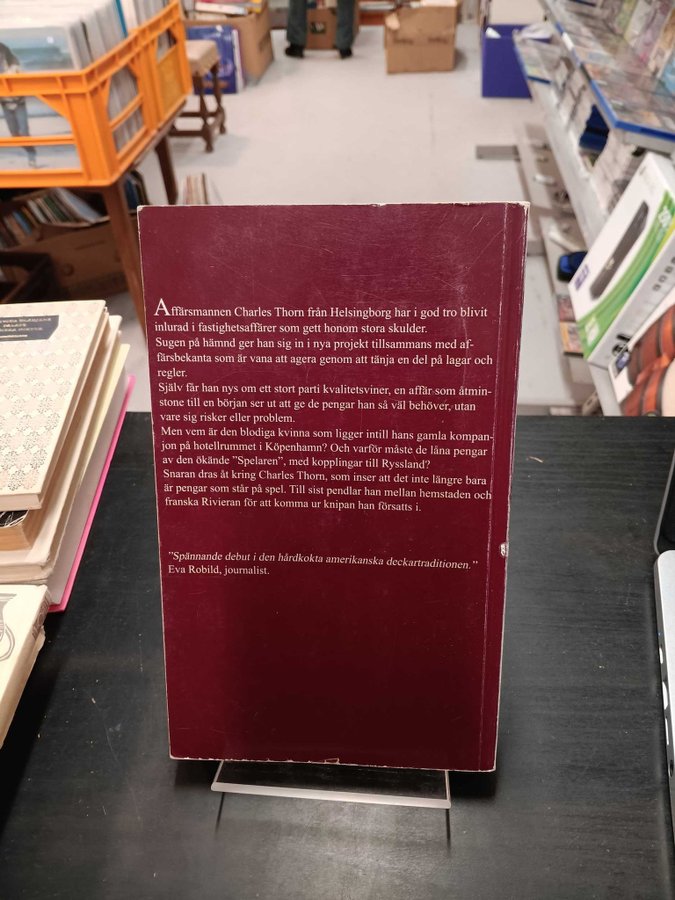 Affärsmannen Charles Thorn från Helsingborg har i god tro blivit
inlurad i fastighetsaffärer som gett honom stora skulder.
Sugen på hämnd ger han sig in i nya projekt tillsammans med af-
färsbekanta som är vana att agera genom att tänja en del på lagar och
regler.
Själv får han nys om ett stort parti kvalitetsviner, en affär som åtmin-
stone till en början ser ut att ge de pengar han så väl behöver, utan
vare sig risker eller problem.
Men vem är den blodiga kvinna som ligger intill hans gamla kompan-
jon på hotellrummet i Köpenhamn? Och varför måste de låna pengar
av den ökände ”Spelaren”, med kopplingar till Ryssland?
Snaran dras åt kring Charles Thorn, som inser att det inte längre bara
är pengar som står på spel. Till sist pendlar han mellan hemstaden och
franska Rivieran för att komma ur knipan han försatts i.
”Spännande debut i den hårdkokta amerikanska deckartraditionen.”
Eva Robild, journalist.